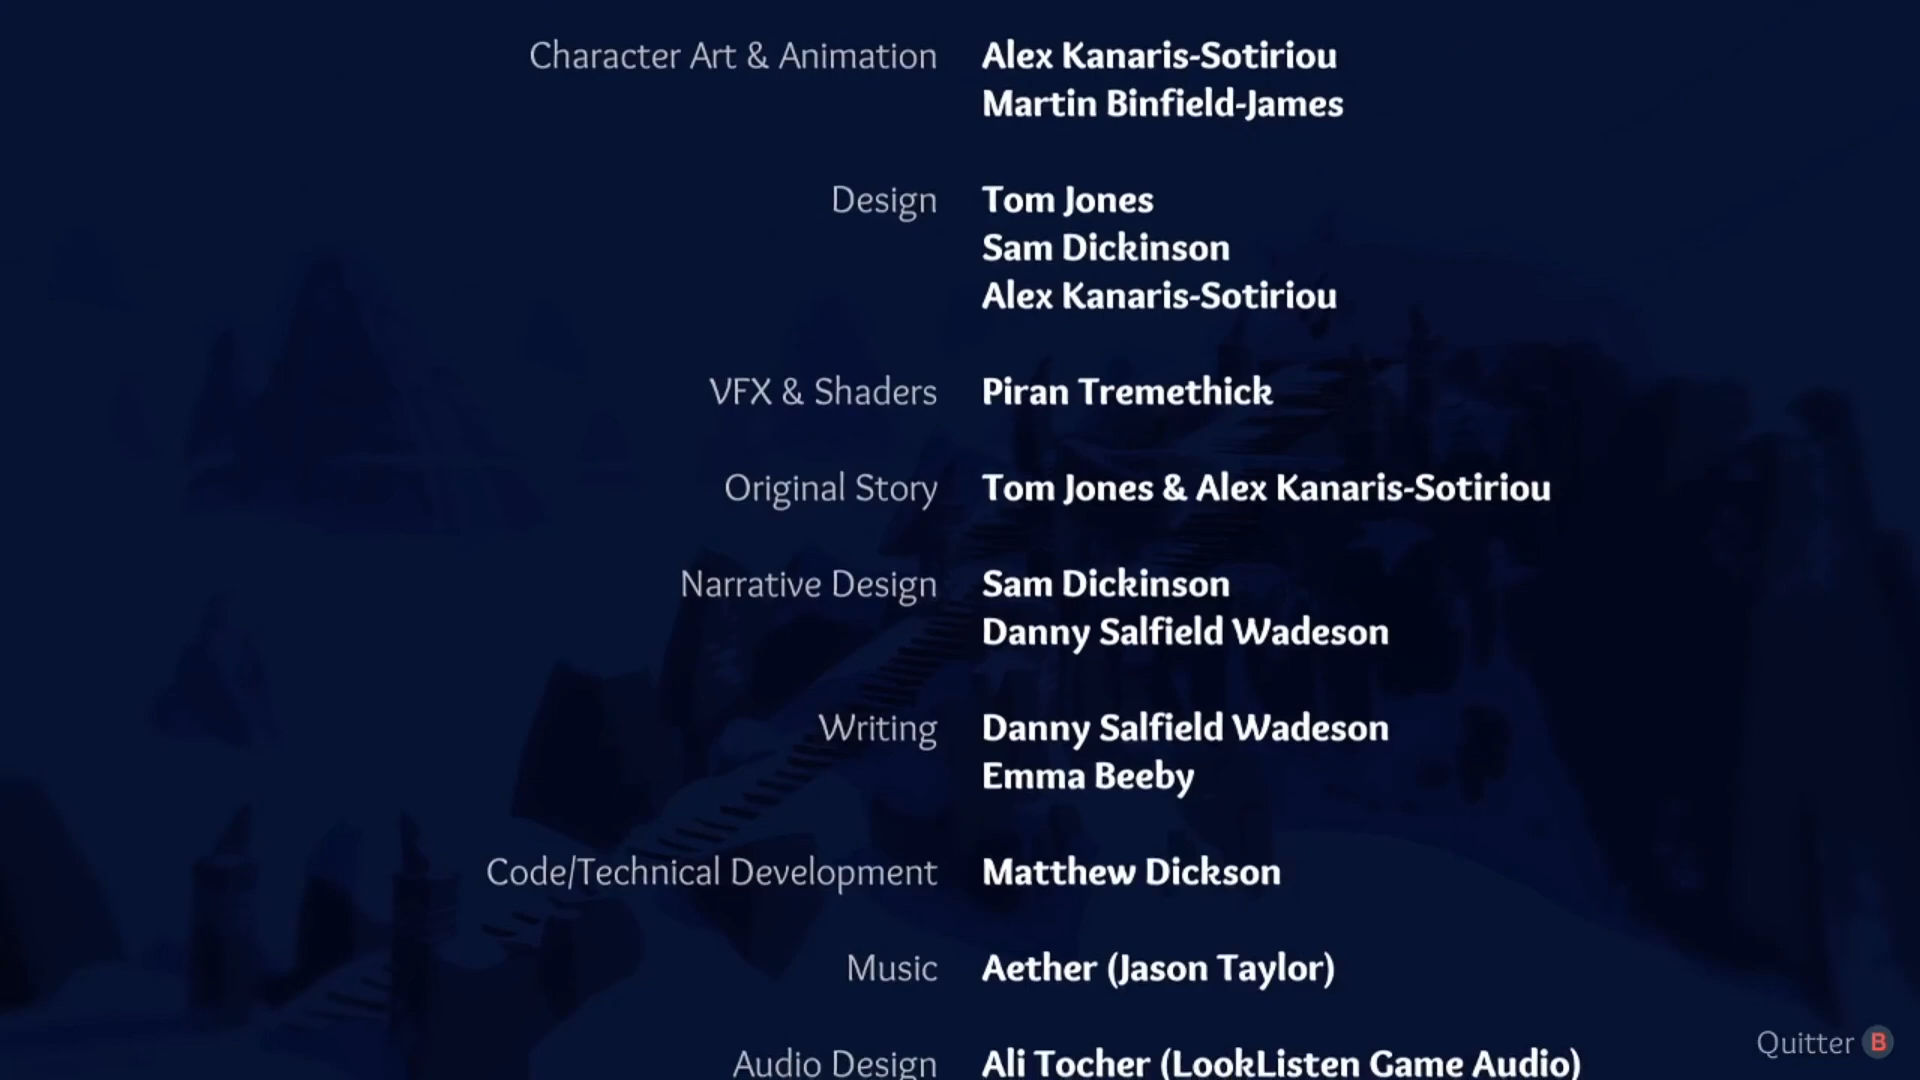 Character Art & Animation Alex Kanaris-Sotiriou
Martin Binfield-James
Design Tom Jones
Sam Dickinson
Alex Kanaris-Sotiriou
VFX & Shaders Piran Tremethick
Original Story Tom Jones & Alex Kanaris-Sotiriou
Narrative Design Sam Dickinson
Danny Salfield Wadeson
Writing Danny Salfield Wadeson
Emma Beeby
Code/Technical Development Matthew Dickson
Music Aether (Jason Taylor)
Audio Design Ali Tocher (LookListen Game Audio)
Quitter B